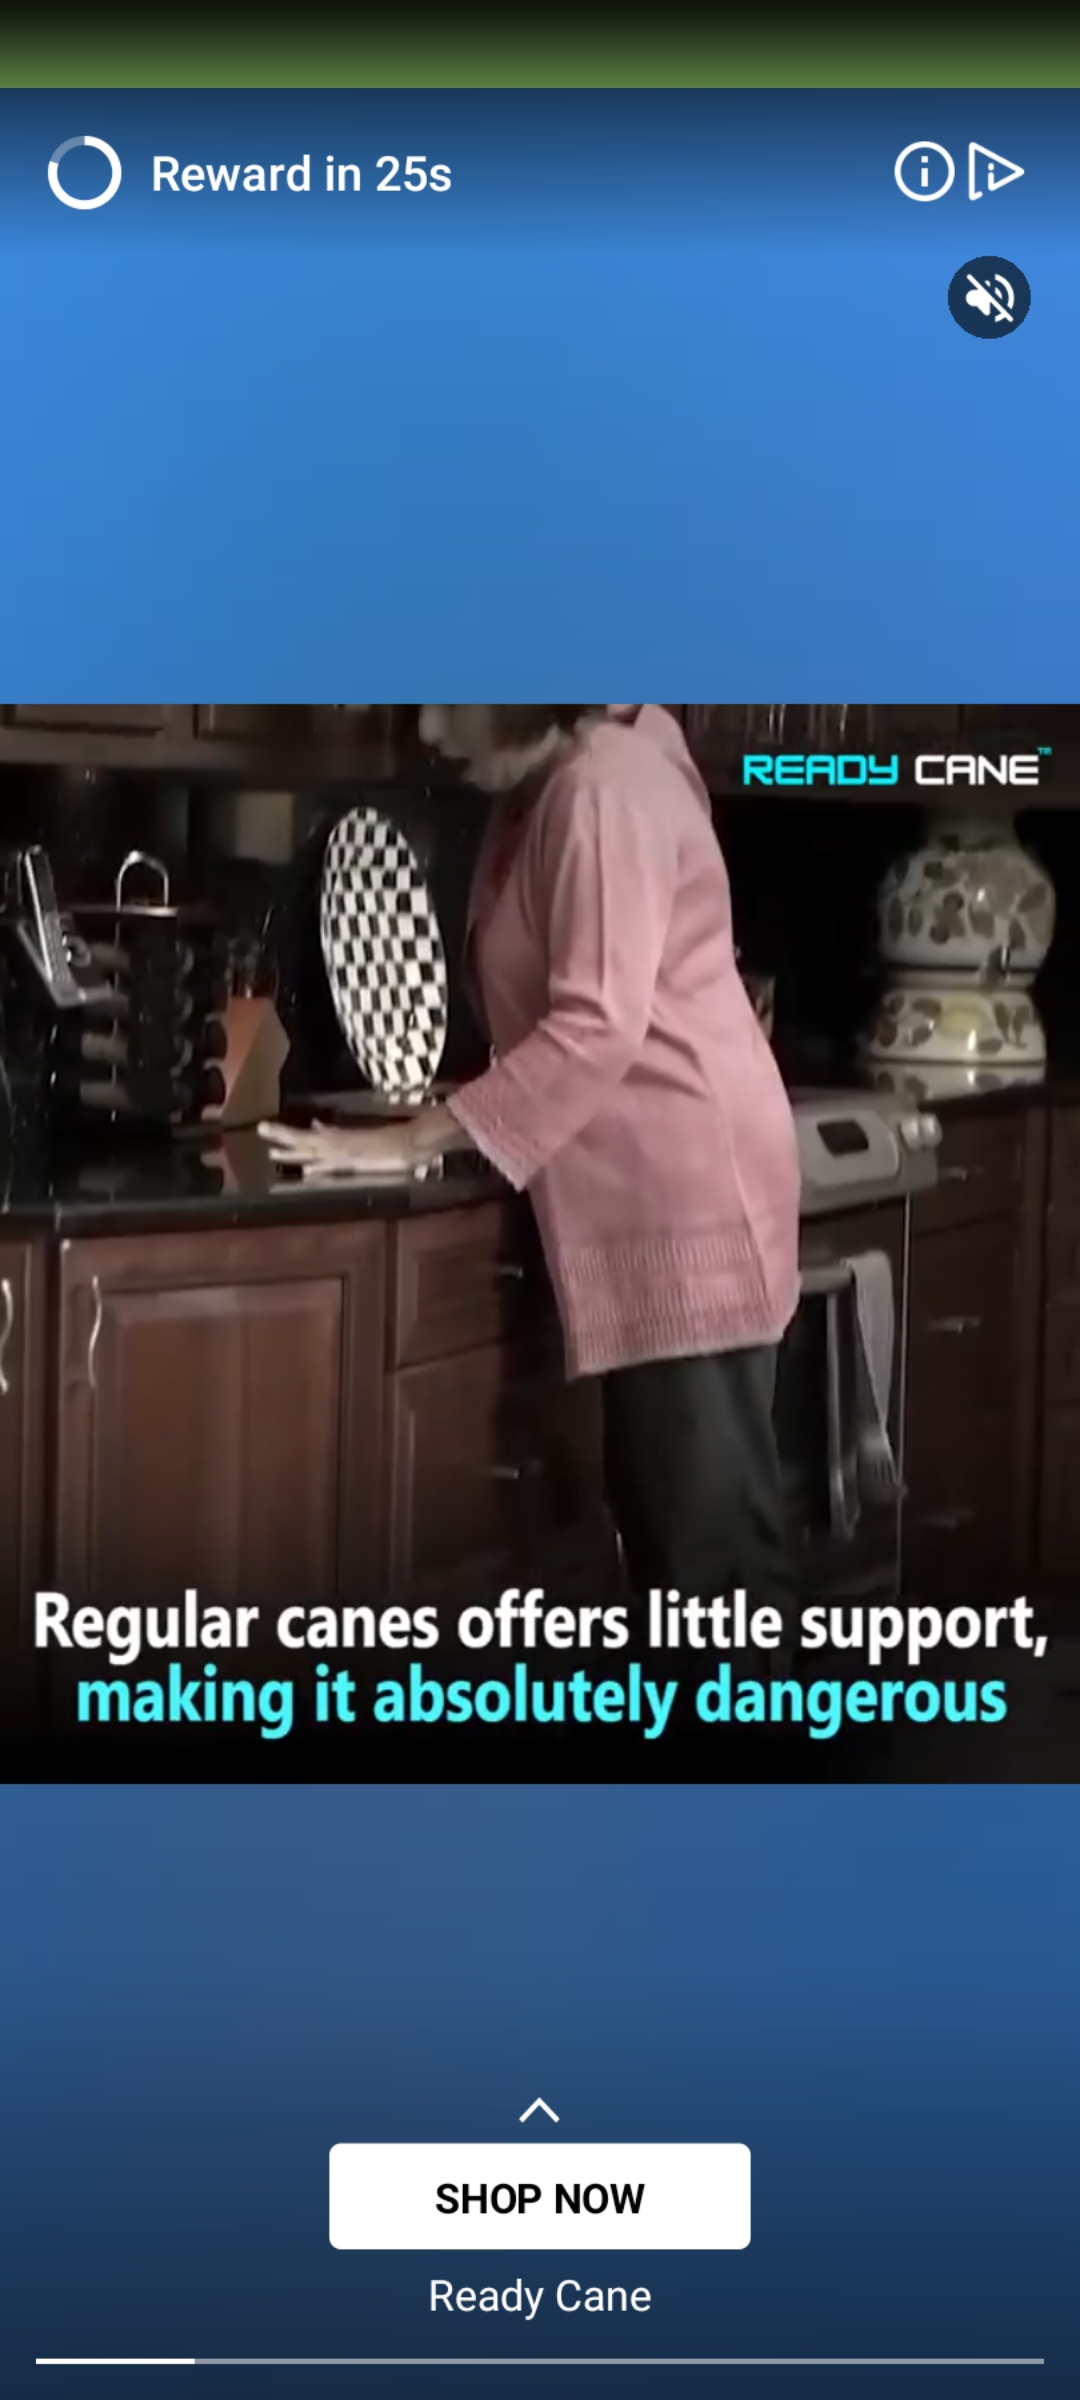 Reward in 25s
READY CANE™
Regular canes offers little support,
making it absolutely dangerous
SHOP NOW
Ready Cane